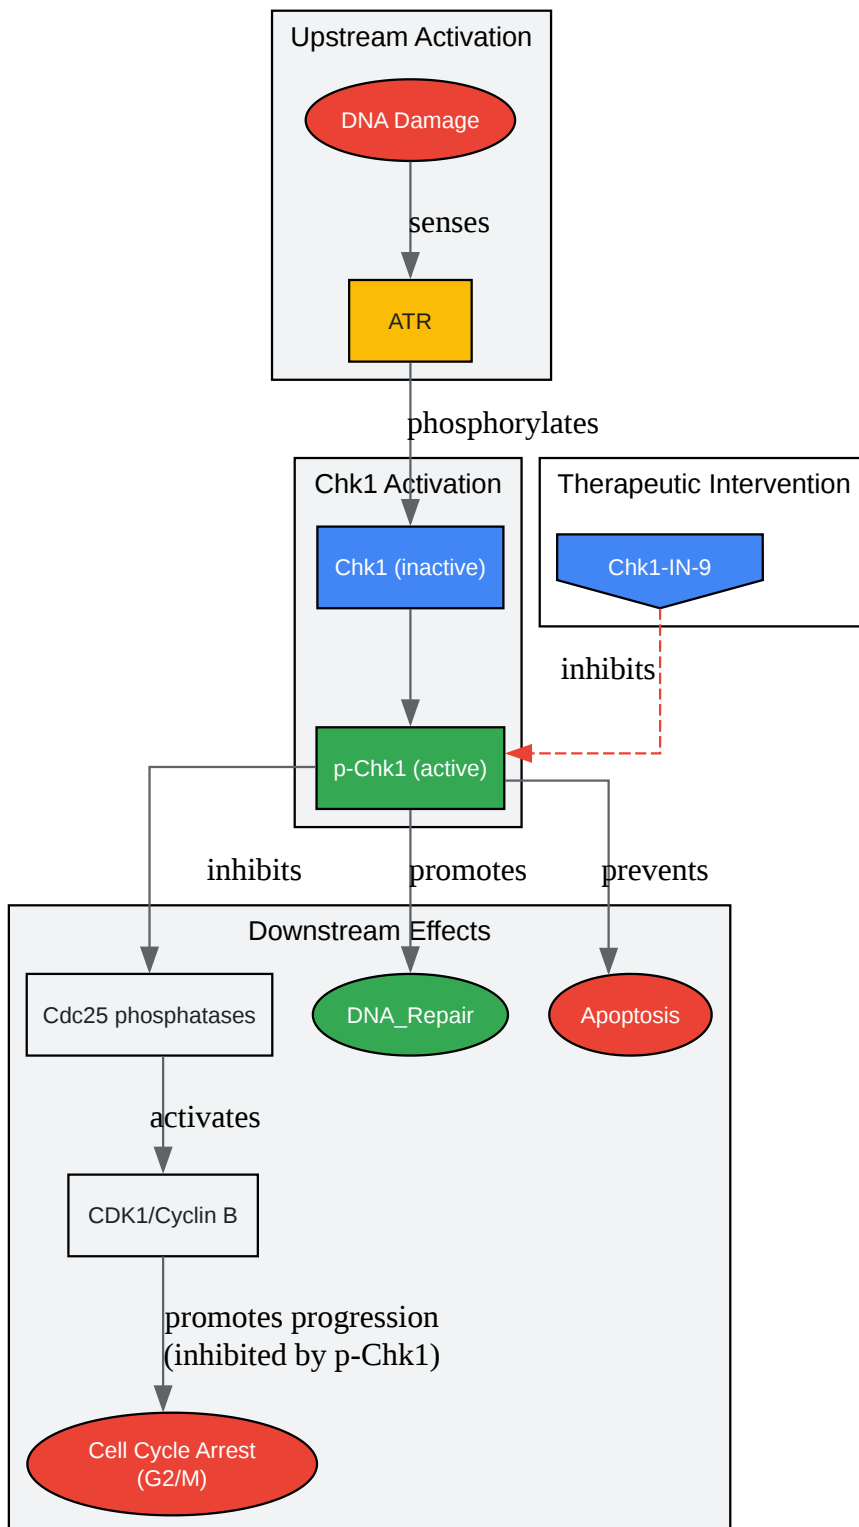 Upstream Activation
DNA Damage
senses
ATR
phosphorylates
Chk1 Activation
Therapeutic Intervention
Chk1 (inactive)
Chk1-IN-9
inhibits
p-Chk1 (active)
inhibits
promotes
prevents
Downstream Effects
Cdc25 phosphatases
DNA_Repair
Apoptosis
activates
CDK1/Cyclin B
promotes progression
(inhibited by p-Chk1)
Cell Cycle Arrest
(G2/M)